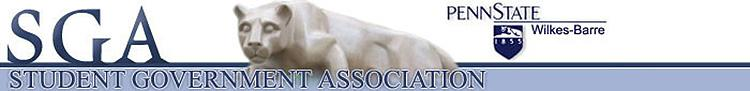 SGA
STUDENT GOVERNMENT ASSOCIATION
PENNSTATE
1855
Wilkes-Barre